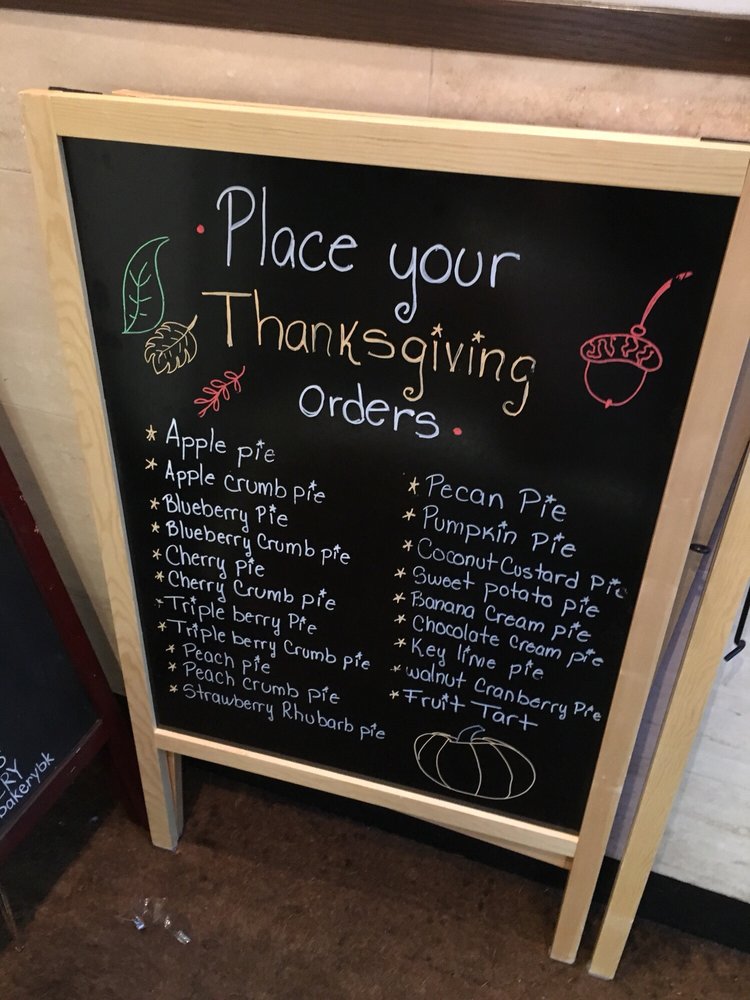 Place your
Thanksgiving
orders
* Apple pie
* Apple crumb pie
* Blueberry Pie
* Blueberry Crumb pie
* Cherry Pie
* Cherry Crumb pie
* Triple berry Pie
* Triple berry Crumb pie
* Peach pie
* Peach crumb pie
* Strawberry Rhubarb pie
* Pecan Pie
* Pumpkin Pie
* Coconut Custard Pie
* Sweet potato pie
* Banana Cream pie
* Chocolate Cream pie
* Key lime pie
* walnut Cranberry Pie
* Fruit Tart
RY
bakerybk